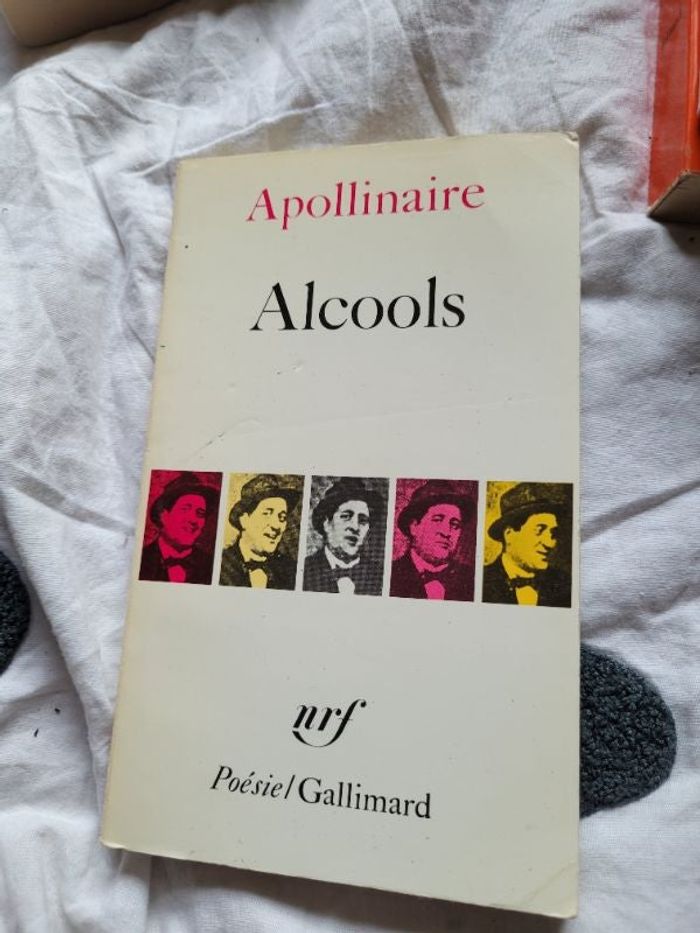 Apollinaire
Alcools
nrf
Poésie/Gallimard